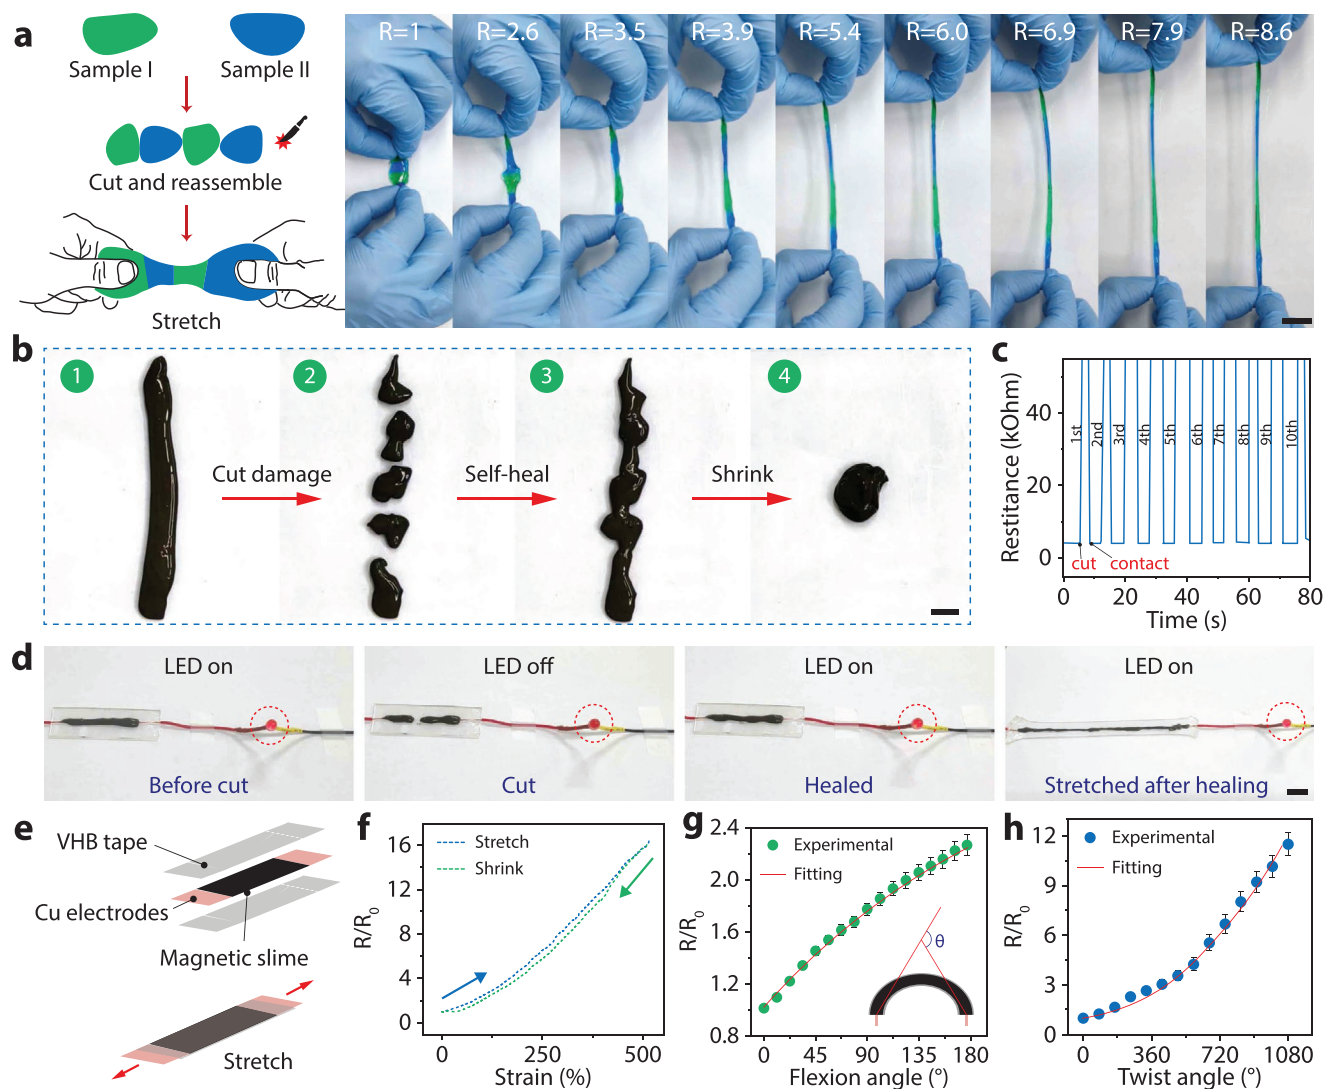 a
Sample I
Sample II
Cut and reassemble
Stretch
R=1
R=2.6
R=3.5
R=3.9
R=5.4
R=6.0
R=6.9
R=7.9
R=8.6
b
1
2
3
4
Cut damage
Self-heal
Shrink
c
Restitance (kOhm)
40
20
0
1st
2nd
3rd
4th
5th
6th
7th
8th
9th
10th
cut
contact
0
20
40
60
80
Time (s)
d
LED on
LED off
LED on
LED on
Before cut
Cut
Healed
Stretched after healing
e
VHB tape
Cu electrodes
Magnetic slime
Stretch
f
R/R0
16
12
8
4
0
Stretch
Shrink
0
250
500
Strain (%)
g
R/R0
2.4
2.0
1.6
1.2
0.8
Experimental
Fitting
θ
0
45
90
135
180
Flexion angle (°)
h
R/R0
12
9
6
3
0
Experimental
Fitting
0
360
720
1080
Twist angle (°)